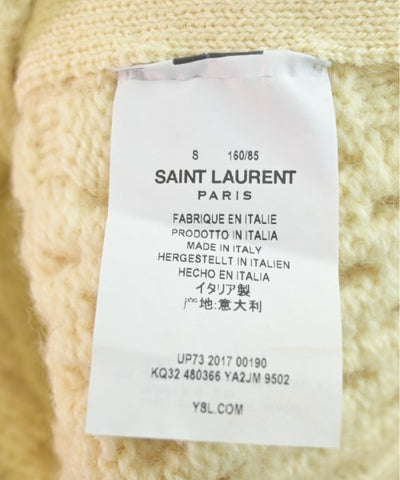 S 160/85
SAINT LAURENT
PARIS
FABRIQUE EN ITALIE
PRODOTTO IN ITALIA
MADE IN ITALY
HERGESTELLT IN ITALIEN
HECHO EN ITALIA
イタリア製
产地:意大利
UP73 2017 00190
KQ32 480366 YA2JM 9502
YSL.COM